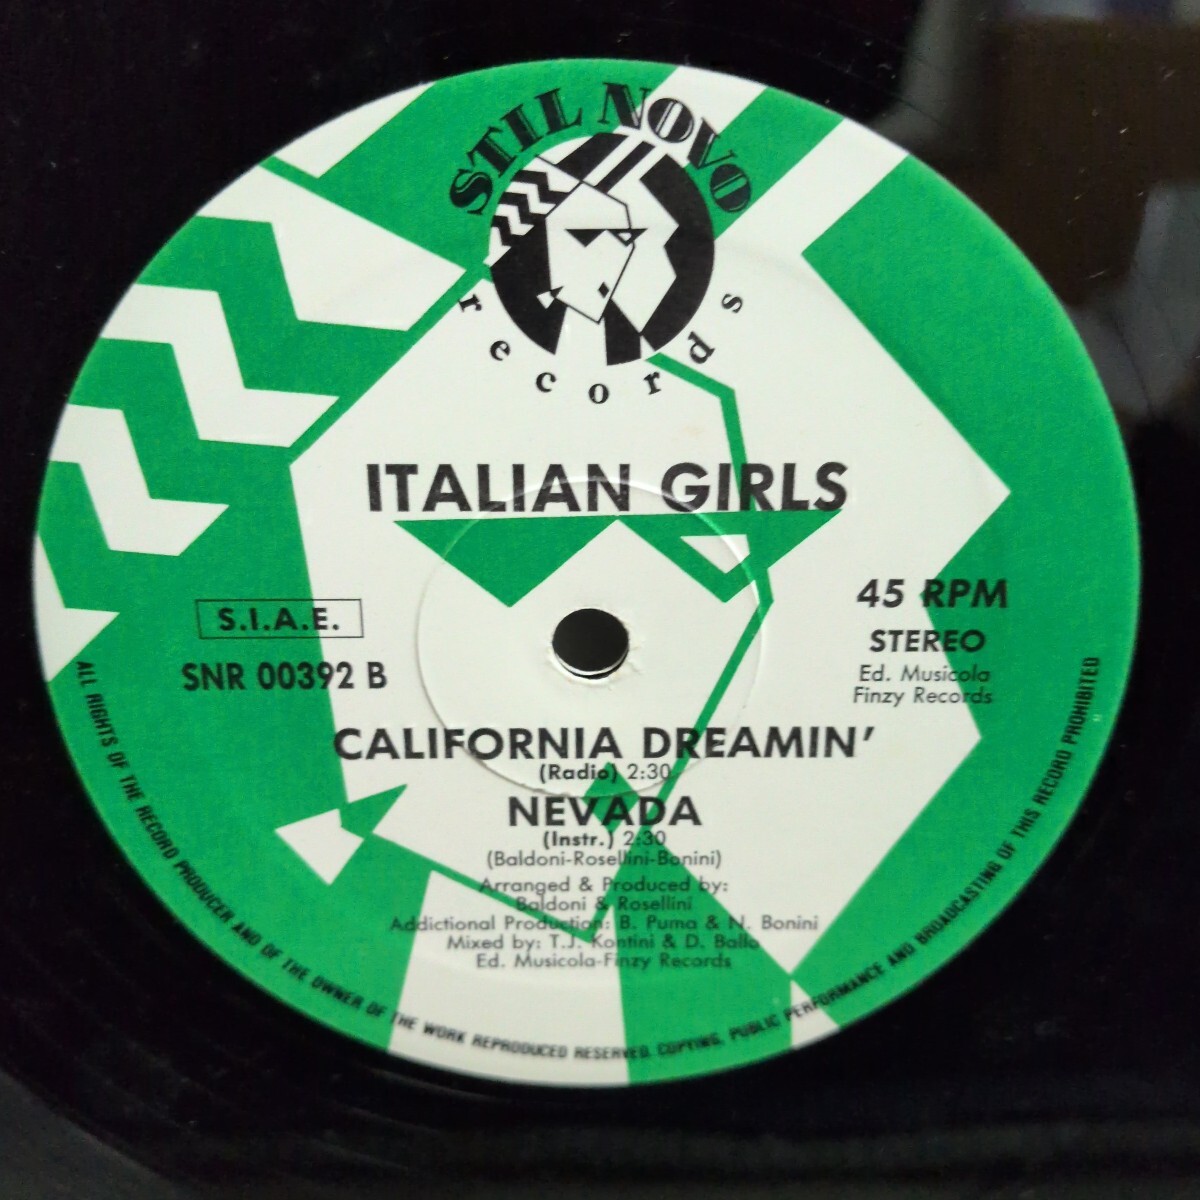 STIL NOVO
records
ITALIAN GIRLS
S.I.A.E.
SNR 00392 B
45 RPM
STEREO
Ed. Musicola
Finzy Records
CALIFORNIA DREAMIN'
(Radio) 2:30
NEVADA
(Instr.) 2:30
(Baldoni-Rosellini-Bonini)
Arranged & Produced by:
Baldoni & Rosellini
Addictional Production: B. Puma & N. Bonini
Mixed by: T.J. Kontini & D. Balla
Ed. Musicola-Finzy Records
ALL RIGHTS OF THE RECORD PRODUCER AND OF THE OWNER OF THE WORK REPRODUCED RESERVED. COPYING, PUBLIC PERFORMANCE AND BROADCASTING OF THIS RECORD PROHIBITED